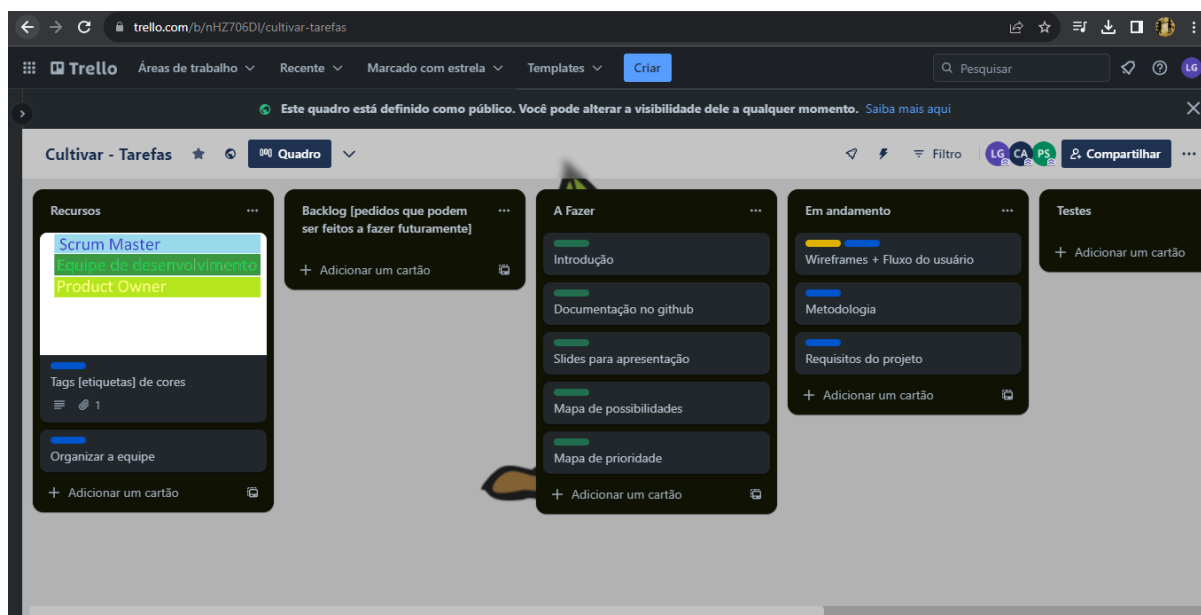 trello.com/b/nHZ706Dl/cultivar-tarefas
Trello Áreas de trabalho Recente Marcado com estrela Templates Criar Pesquisar LG
Este quadro está definido como público. Você pode alterar a visibilidade dele a qualquer momento. Saiba mais aqui
Cultivar - Tarefas Quadro Filtro LG CA PS Compartilhar
Recursos
Scrum Master
Equipe de desenvolvimento
Product Owner
Tags [etiquetas] de cores
1
Organizar a equipe
+ Adicionar um cartão
Backlog [pedidos que podem
ser feitos a fazer futuramente]
+ Adicionar um cartão
A Fazer
Introdução
Documentação no github
Slides para apresentação
Mapa de possibilidades
Mapa de prioridade
+ Adicionar um cartão
Em andamento
Wireframes + Fluxo do usuário
Metodologia
Requisitos do projeto
+ Adicionar um cartão
Testes
+ Adicionar um cartão